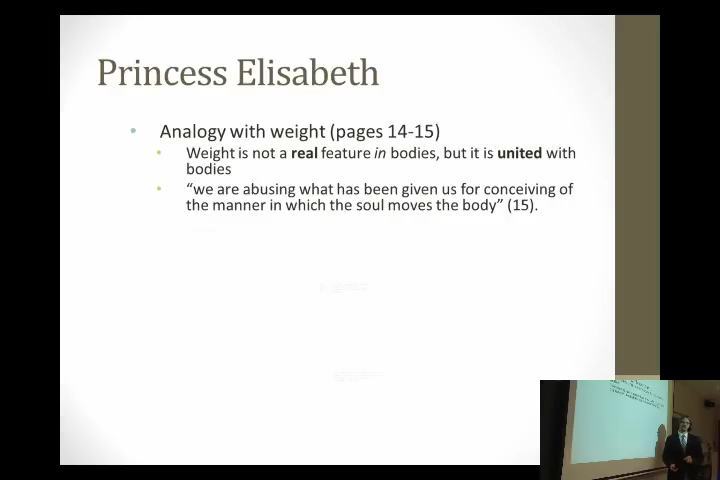 Princess Elisabeth
• Analogy with weight (pages 14-15)
• Weight is not a real feature in bodies, but it is united with
bodies
• “we are abusing what has been given us for conceiving of
the manner in which the soul moves the body” (15).